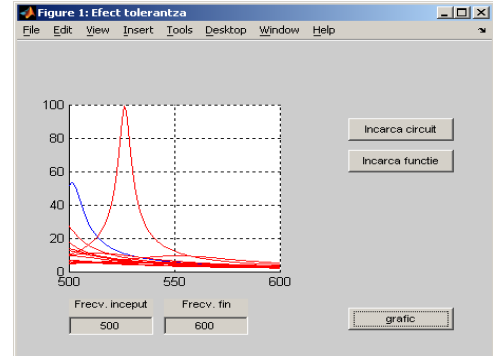 Figure 1: Efect tolerantza
File Edit View Insert Tools Desktop Window Help
100
80
60
40
20
0
500 550 600
Incarca circuit
Incarca functie
Frecv. inceput Frecv. fin
500 600
grafic